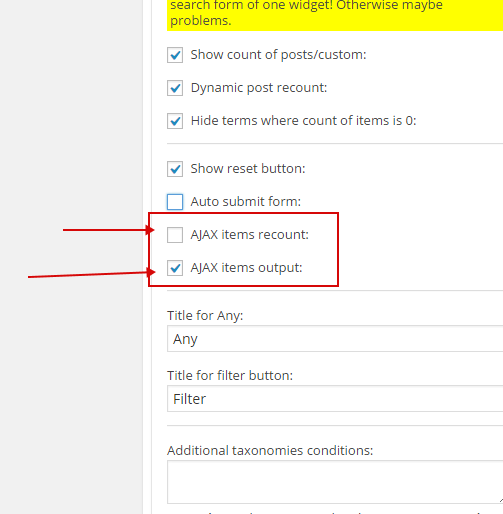 search form of one widget! Otherwise maybe
problems.
Show count of posts/custom:
Dynamic post recount:
Hide terms where count of items is 0:
Show reset button:
Auto submit form:
AJAX items recount:
AJAX items output:
Title for Any:
Any
Title for filter button:
Filter
Additional taxonomies conditions: